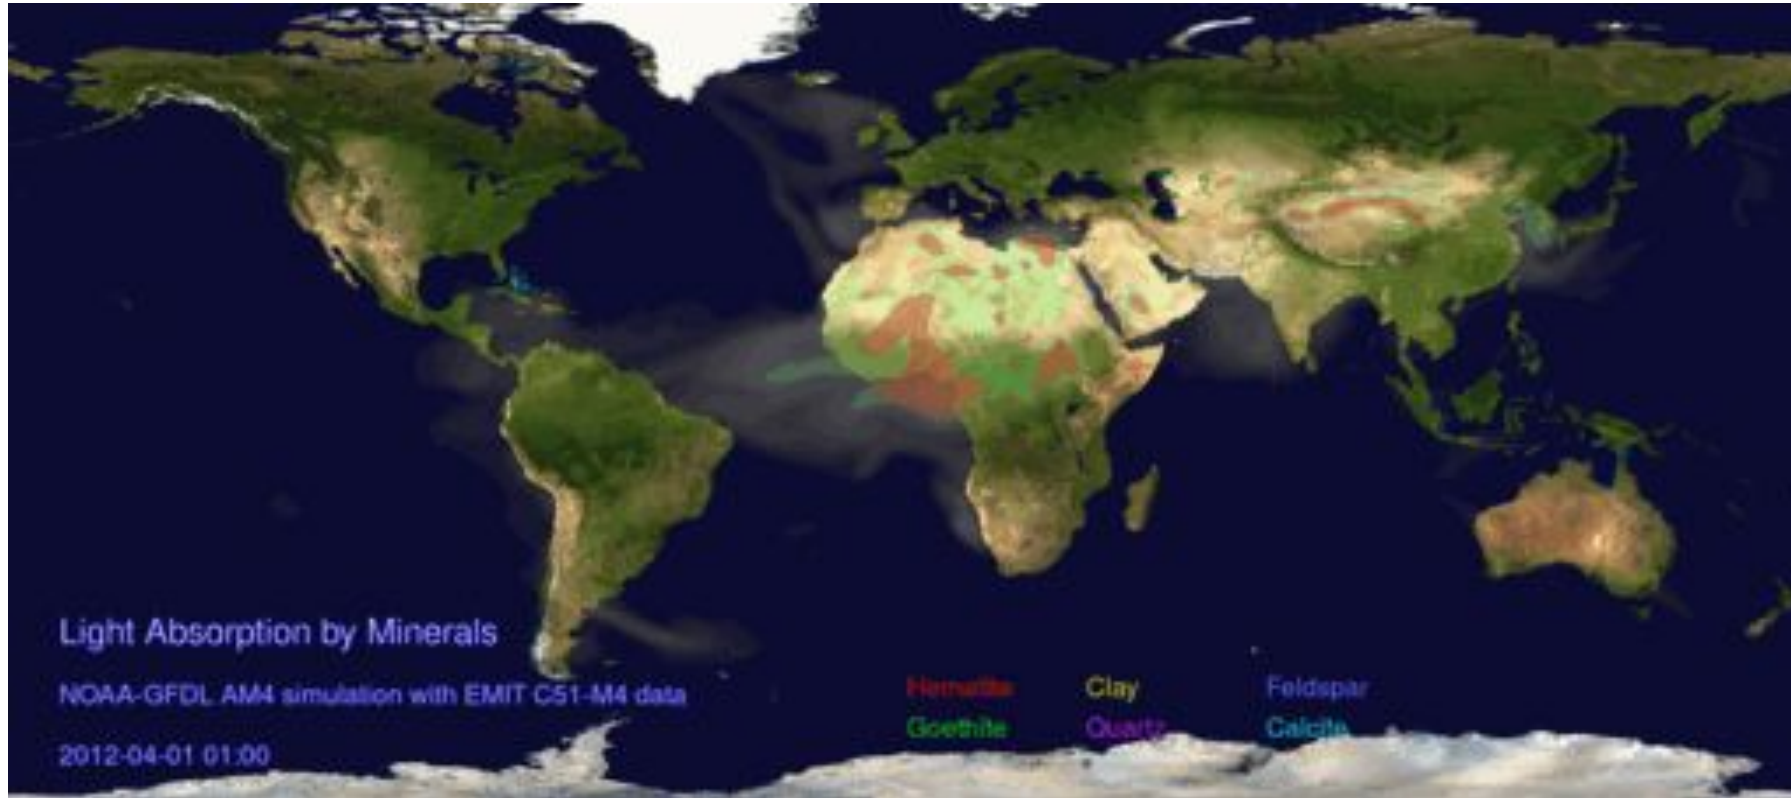 Light Absorption by Minerals
NOAA-GFDL AM4 simulation with EMIT C51-M4 data
2012-04-01 01:00
Hematite Clay Feldspar
Goethite Quartz Calcite